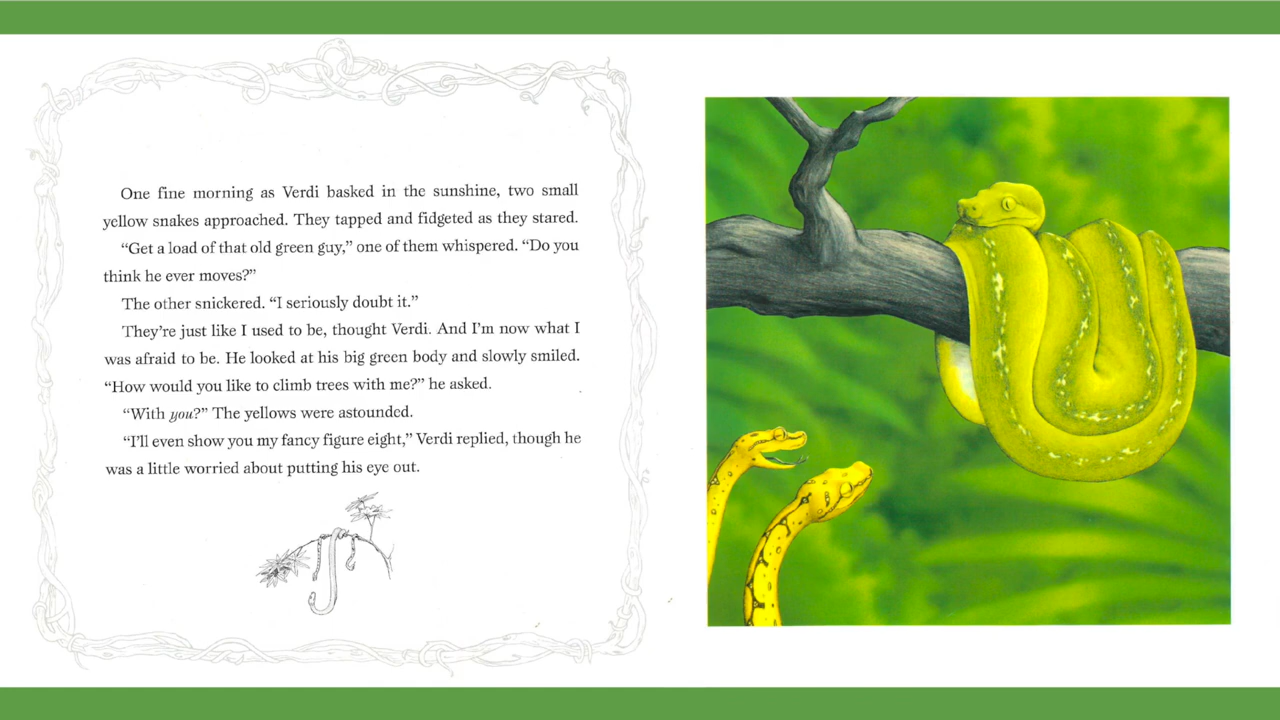 One fine morning as Verdi basked in the sunshine, two small
yellow snakes approached. They tapped and fidgeted as they stared.
“Get a load of that old green guy,” one of them whispered. “Do you
think he ever moves?”
The other snickered. “I seriously doubt it.”
They’re just like I used to be, thought Verdi. And I’m now what I
was afraid to be. He looked at his big green body and slowly smiled.
“How would you like to climb trees with me?” he asked.
“With you?” The yellows were astounded.
“I’ll even show you my fancy figure eight,” Verdi replied, though he
was a little worried about putting his eye out.